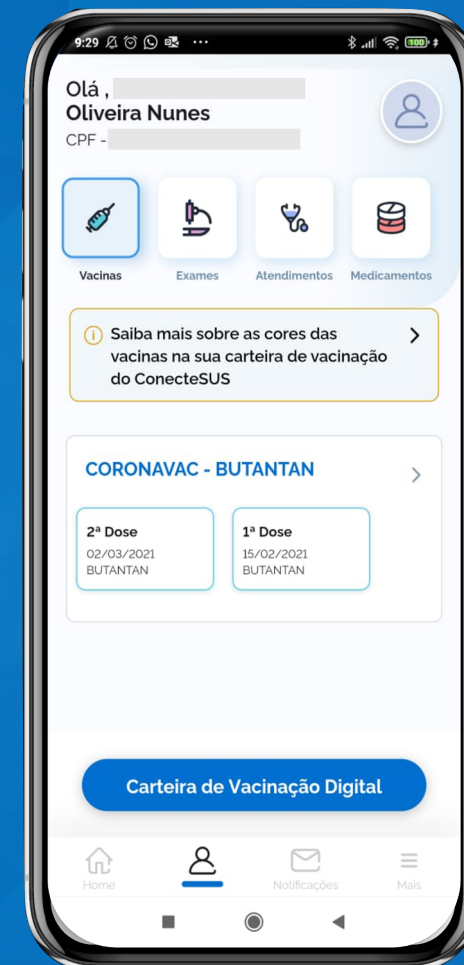 9:29
100
Olá ,
Oliveira Nunes
CPF -
Vacinas Exames Atendimentos Medicamentos
Saiba mais sobre as cores das
vacinas na sua carteira de vacinação
do ConecteSUS
CORONAVAC - BUTANTAN
2ª Dose 1ª Dose
02/03/2021 15/02/2021
BUTANTAN BUTANTAN
Carteira de Vacinação Digital
Home Notificações Mais